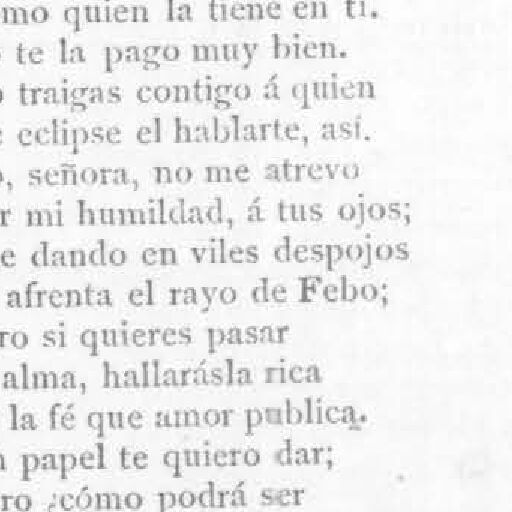 mo quien la tiene en tí.
te la pago muy bien.
traigas contigo á quien
eclipse el hablarte, así.
, señora, no me atrevo
r mi humildad, á tus ojos;
e dando en viles despojos
afrenta el rayo de Febo;
ro si quieres pasar
alma, hallarásla rica
la fé que amor publica.
papel te quiero dar;
ro ¿cómo podrá ser